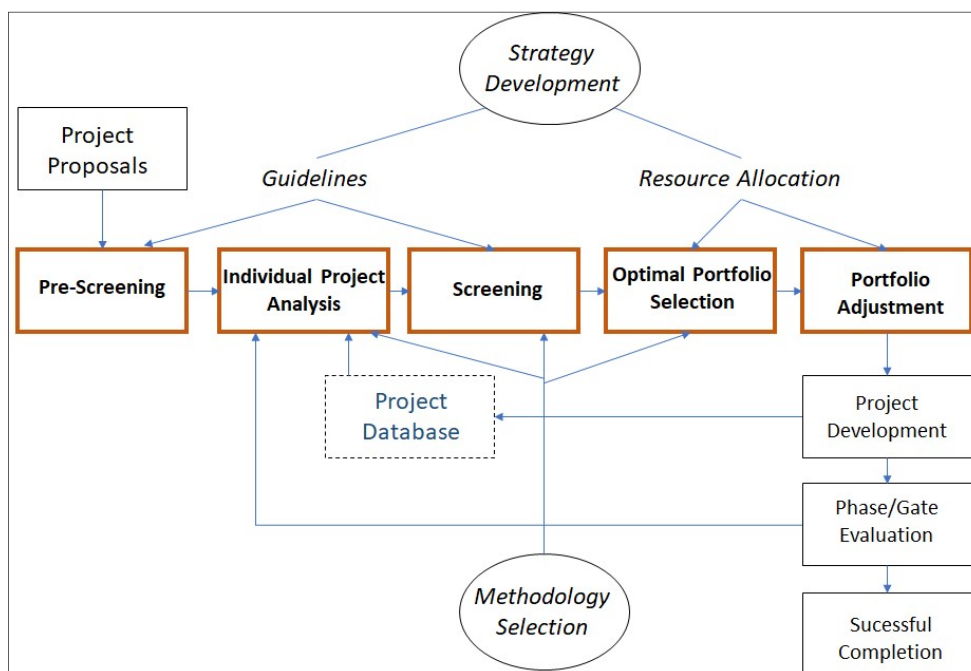 Strategy
Development
Project
Proposals
Guidelines
Resource Allocation
Pre-Screening
Individual Project
Analysis
Screening
Optimal Portfolio
Selection
Portfolio
Adjustment
Project
Database
Project
Development
Phase/Gate
Evaluation
Methodology
Selection
Sucessful
Completion